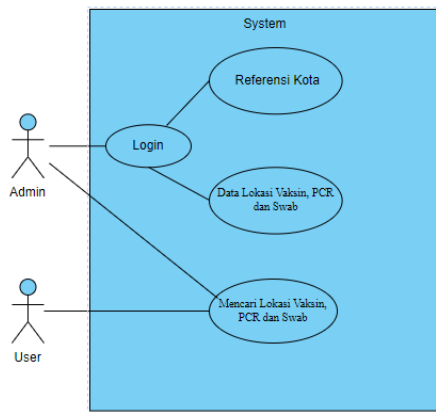 System
Referensi Kota
Login
Admin
Data Lokasi Vaksin, PCR
dan Swab
Mencari Lokasi Vaksin,
PCR dan Swab
User